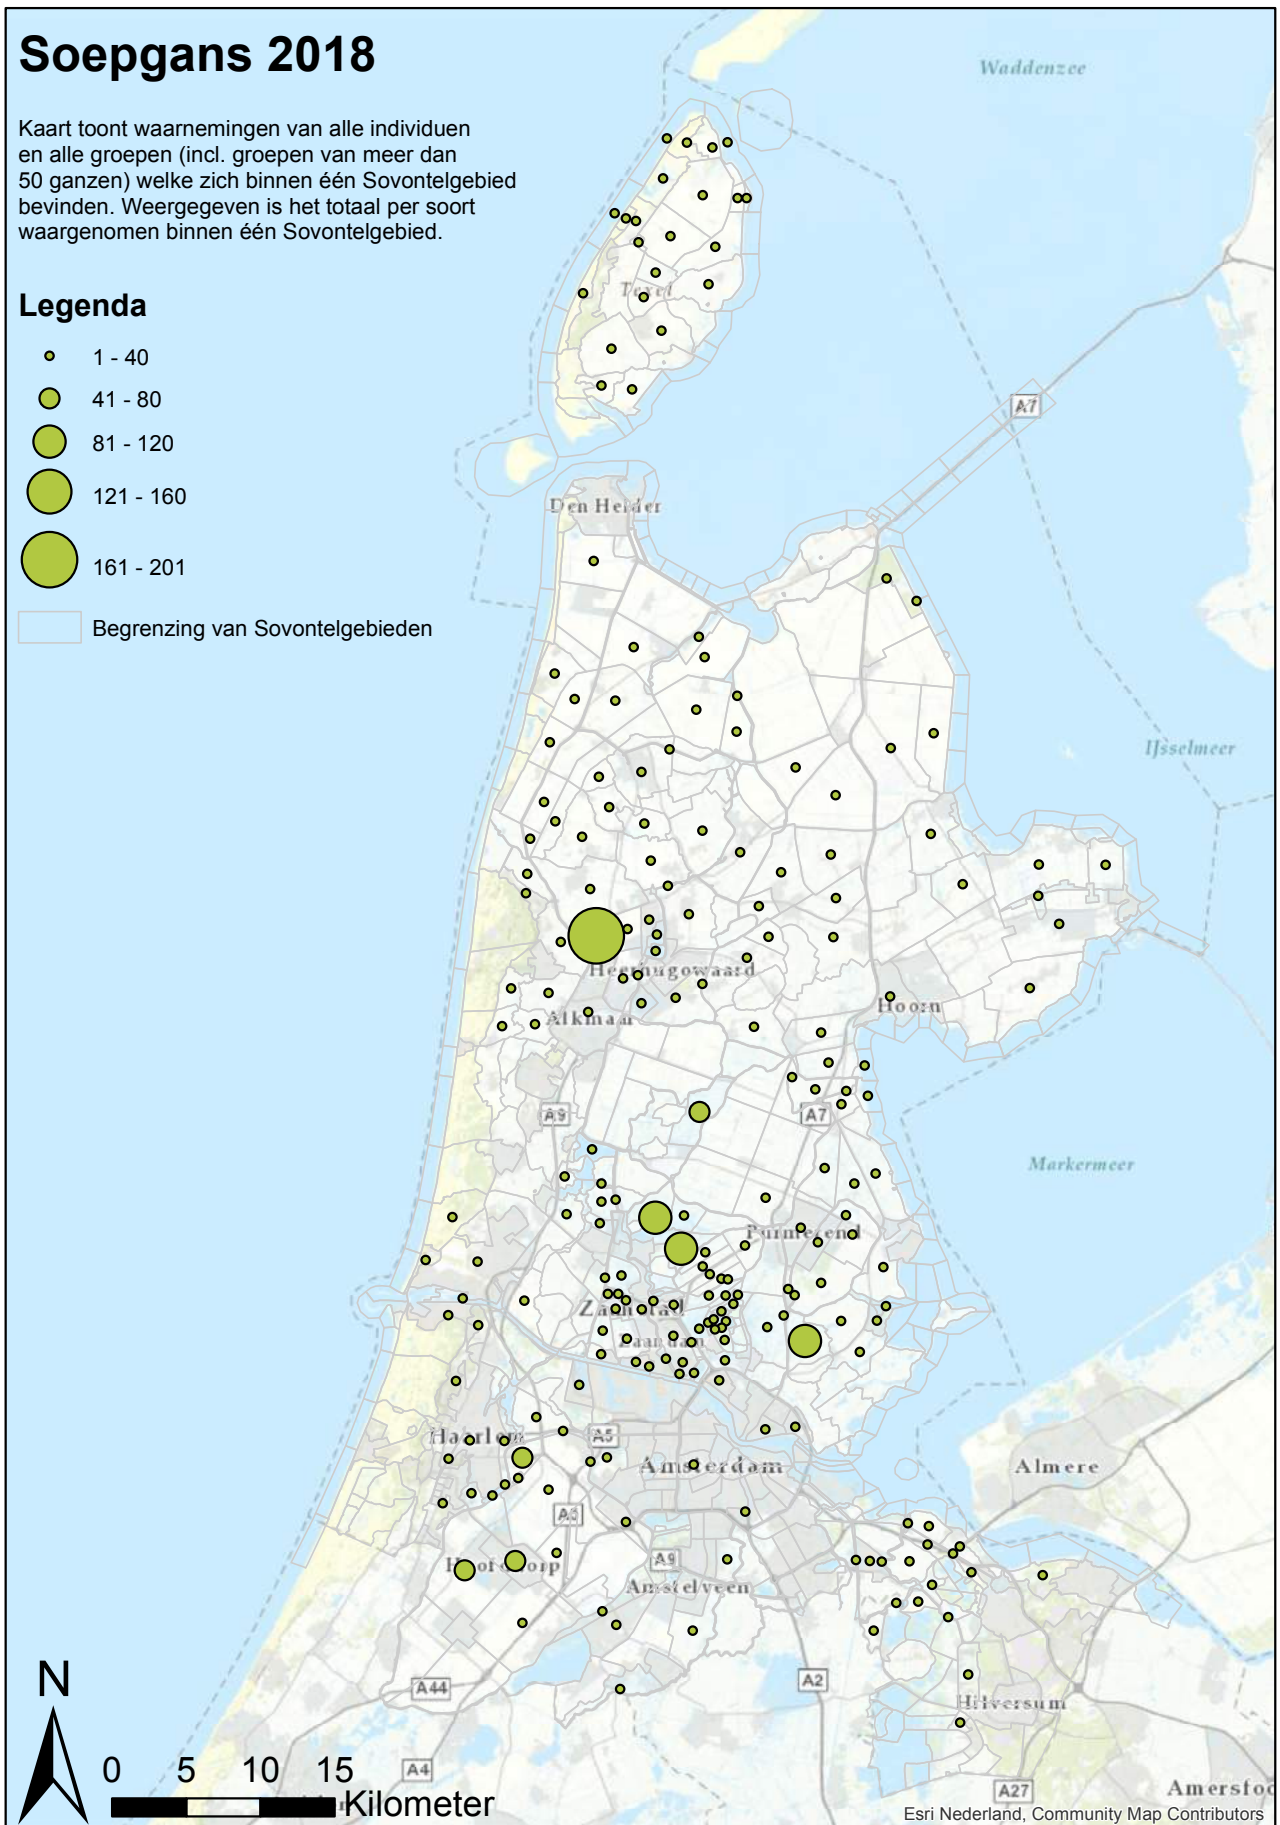 Soepgans 2018
Kaart toont waarnemingen van alle individuen
en alle groepen (incl. groepen van meer dan
50 ganzen) welke zich binnen één Sovontelgebied
bevinden. Weergegeven is het totaal per soort
waargenomen binnen één Sovontelgebied.
Legenda
1 - 40
41 - 80
81 - 120
121 - 160
161 - 201
Begrenzing van Sovontelgebieden
Waddenzee
Texel
A7
Den Helder
IJsselmeer
Heerhugowaard
Alkmaar
Hoorn
A9
A7
Markermeer
Purmerend
Zaanstad
Zaandam
Haarlem
A5
Amsterdam
Almere
A9
Hoofddorp
Amstelveen
A44
A2
Hilversum
A4
A27
Amersfoo
N
0 5 10 15
Kilometer
Esri Nederland, Community Map Contributors